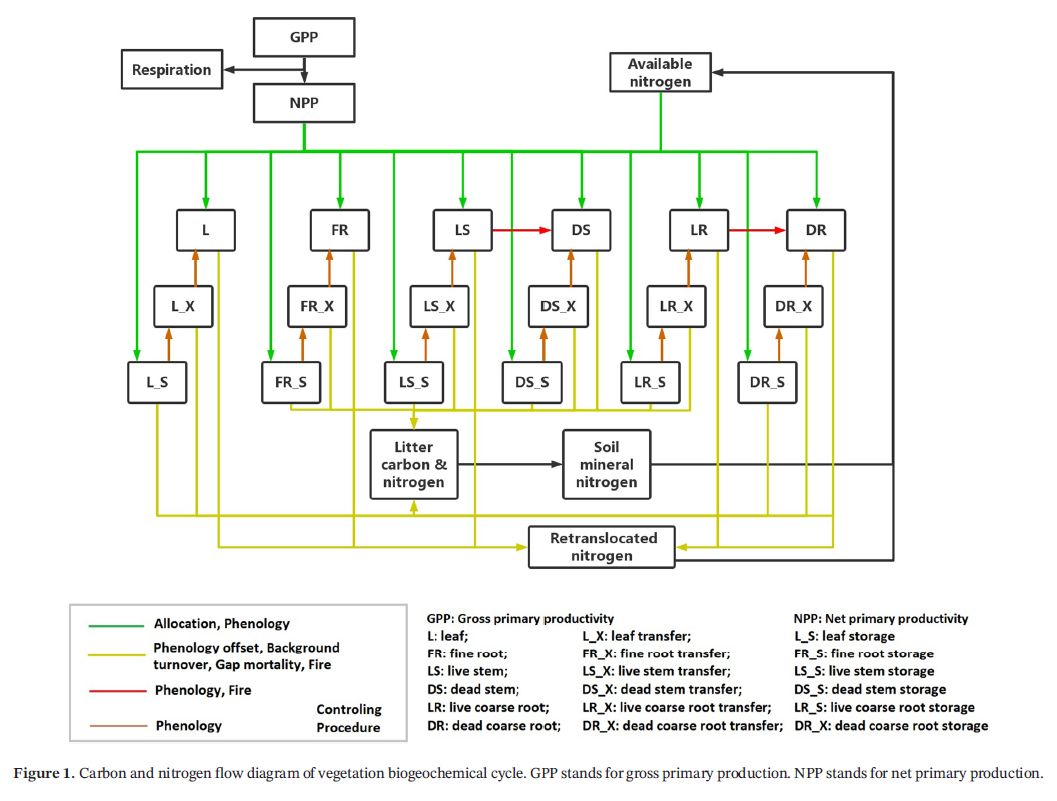 GPP
Respiration
NPP
Available
nitrogen
L
FR
LS
DS
LR
DR
L_X
FR_X
LS_X
DS_X
LR_X
DR_X
L_S
FR_S
LS_S
DS_S
LR_S
DR_S
Litter
carbon &
nitrogen
Soil
mineral
nitrogen
Retranslocated
nitrogen
Allocation, Phenology
Phenology offset, Background
turnover, Gap mortality, Fire
Phenology, Fire
Phenology
Controling
Procedure
GPP: Gross primary productivity NPP: Net primary productivity
L: leaf; L_X: leaf transfer; L_S: leaf storage
FR: fine root; FR_X: fine root transfer; FR_S: fine root storage
LS: live stem; LS_X: live stem transfer; LS_S: live stem storage
DS: dead stem; DS_X: dead stem transfer; DS_S: dead stem storage
LR: live coarse root; LR_X: live coarse root transfer; LR_S: live coarse root storage
DR: dead coarse root; DR_X: dead coarse root transfer; DR_X: dead coarse root storage
Figure 1. Carbon and nitrogen flow diagram of vegetation biogeochemical cycle. GPP stands for gross primary production. NPP stands for net primary production.